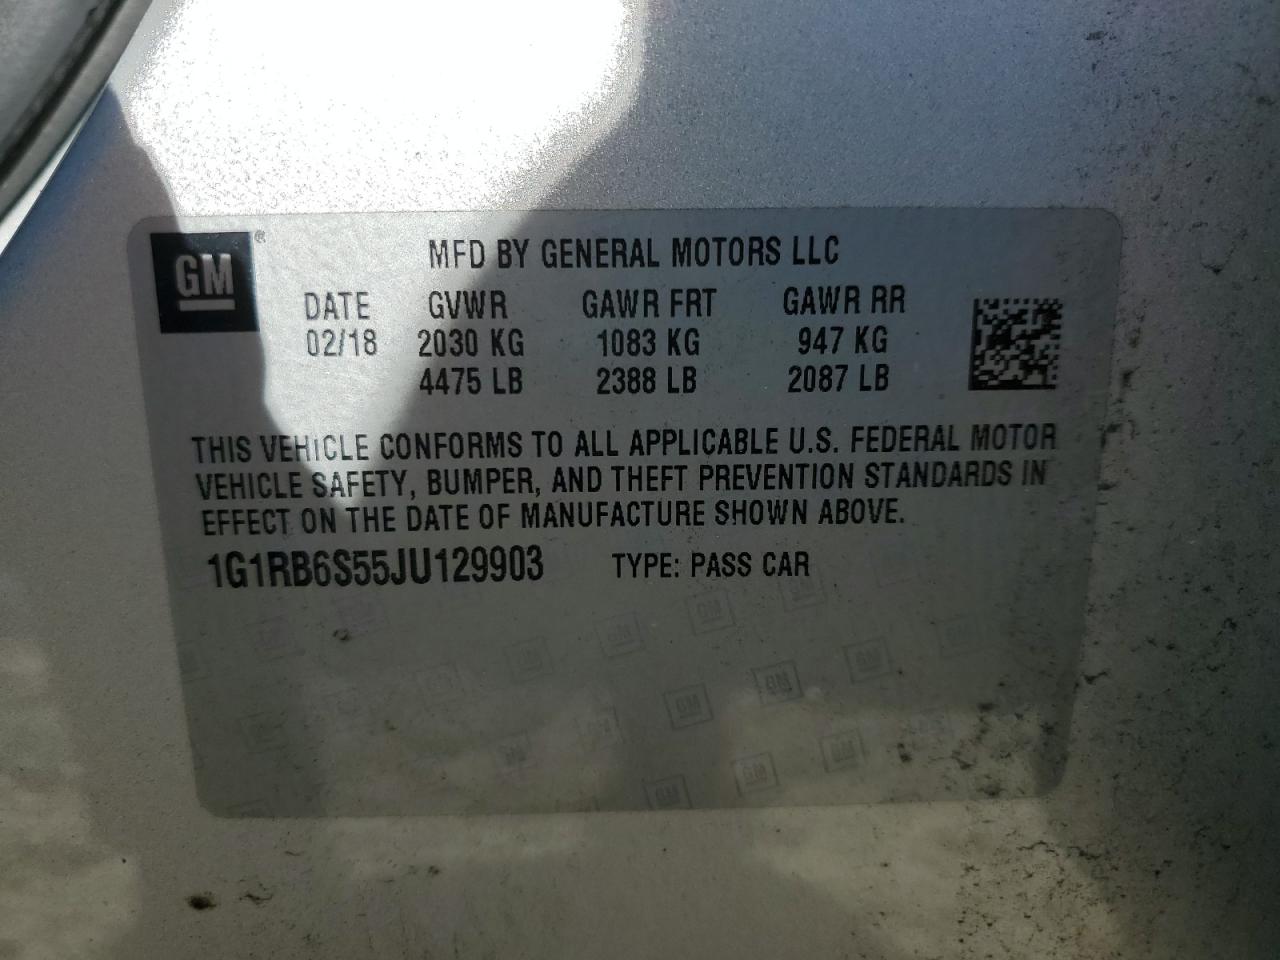 GM ®
MFD BY GENERAL MOTORS LLC
DATE GVWR GAWR FRT GAWR RR
02/18 2030 KG 1083 KG 947 KG
4475 LB 2388 LB 2087 LB
THIS VEHICLE CONFORMS TO ALL APPLICABLE U.S. FEDERAL MOTOR
VEHICLE SAFETY, BUMPER, AND THEFT PREVENTION STANDARDS IN
EFFECT ON THE DATE OF MANUFACTURE SHOWN ABOVE.
1G1RB6S55JU129903 TYPE: PASS CAR